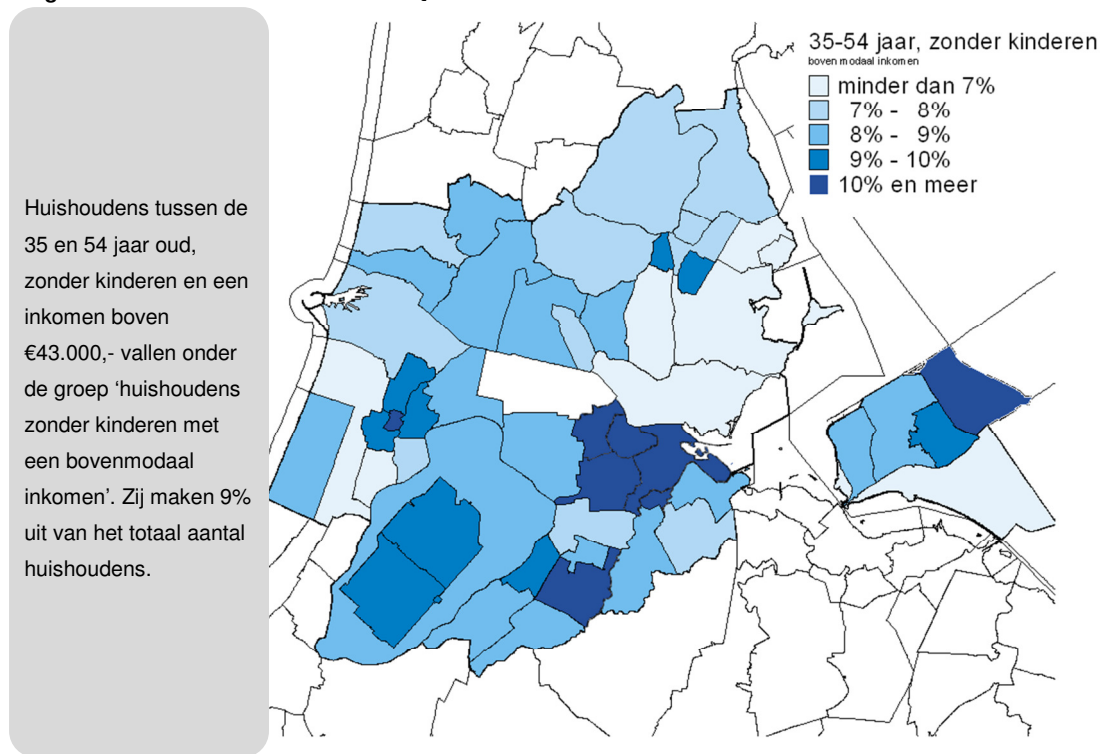 Huishoudens tussen de
35 en 54 jaar oud,
zonder kinderen en een
inkomen boven
€43.000,- vallen onder
de groep ‘huishoudens
zonder kinderen met
een bovenmodaal
inkomen’. Zij maken 9%
uit van het totaal aantal
huishoudens.
35-54 jaar, zonder kinderen
boven modaal inkomen
minder dan 7%
7% - 8%
8% - 9%
9% - 10%
10% en meer